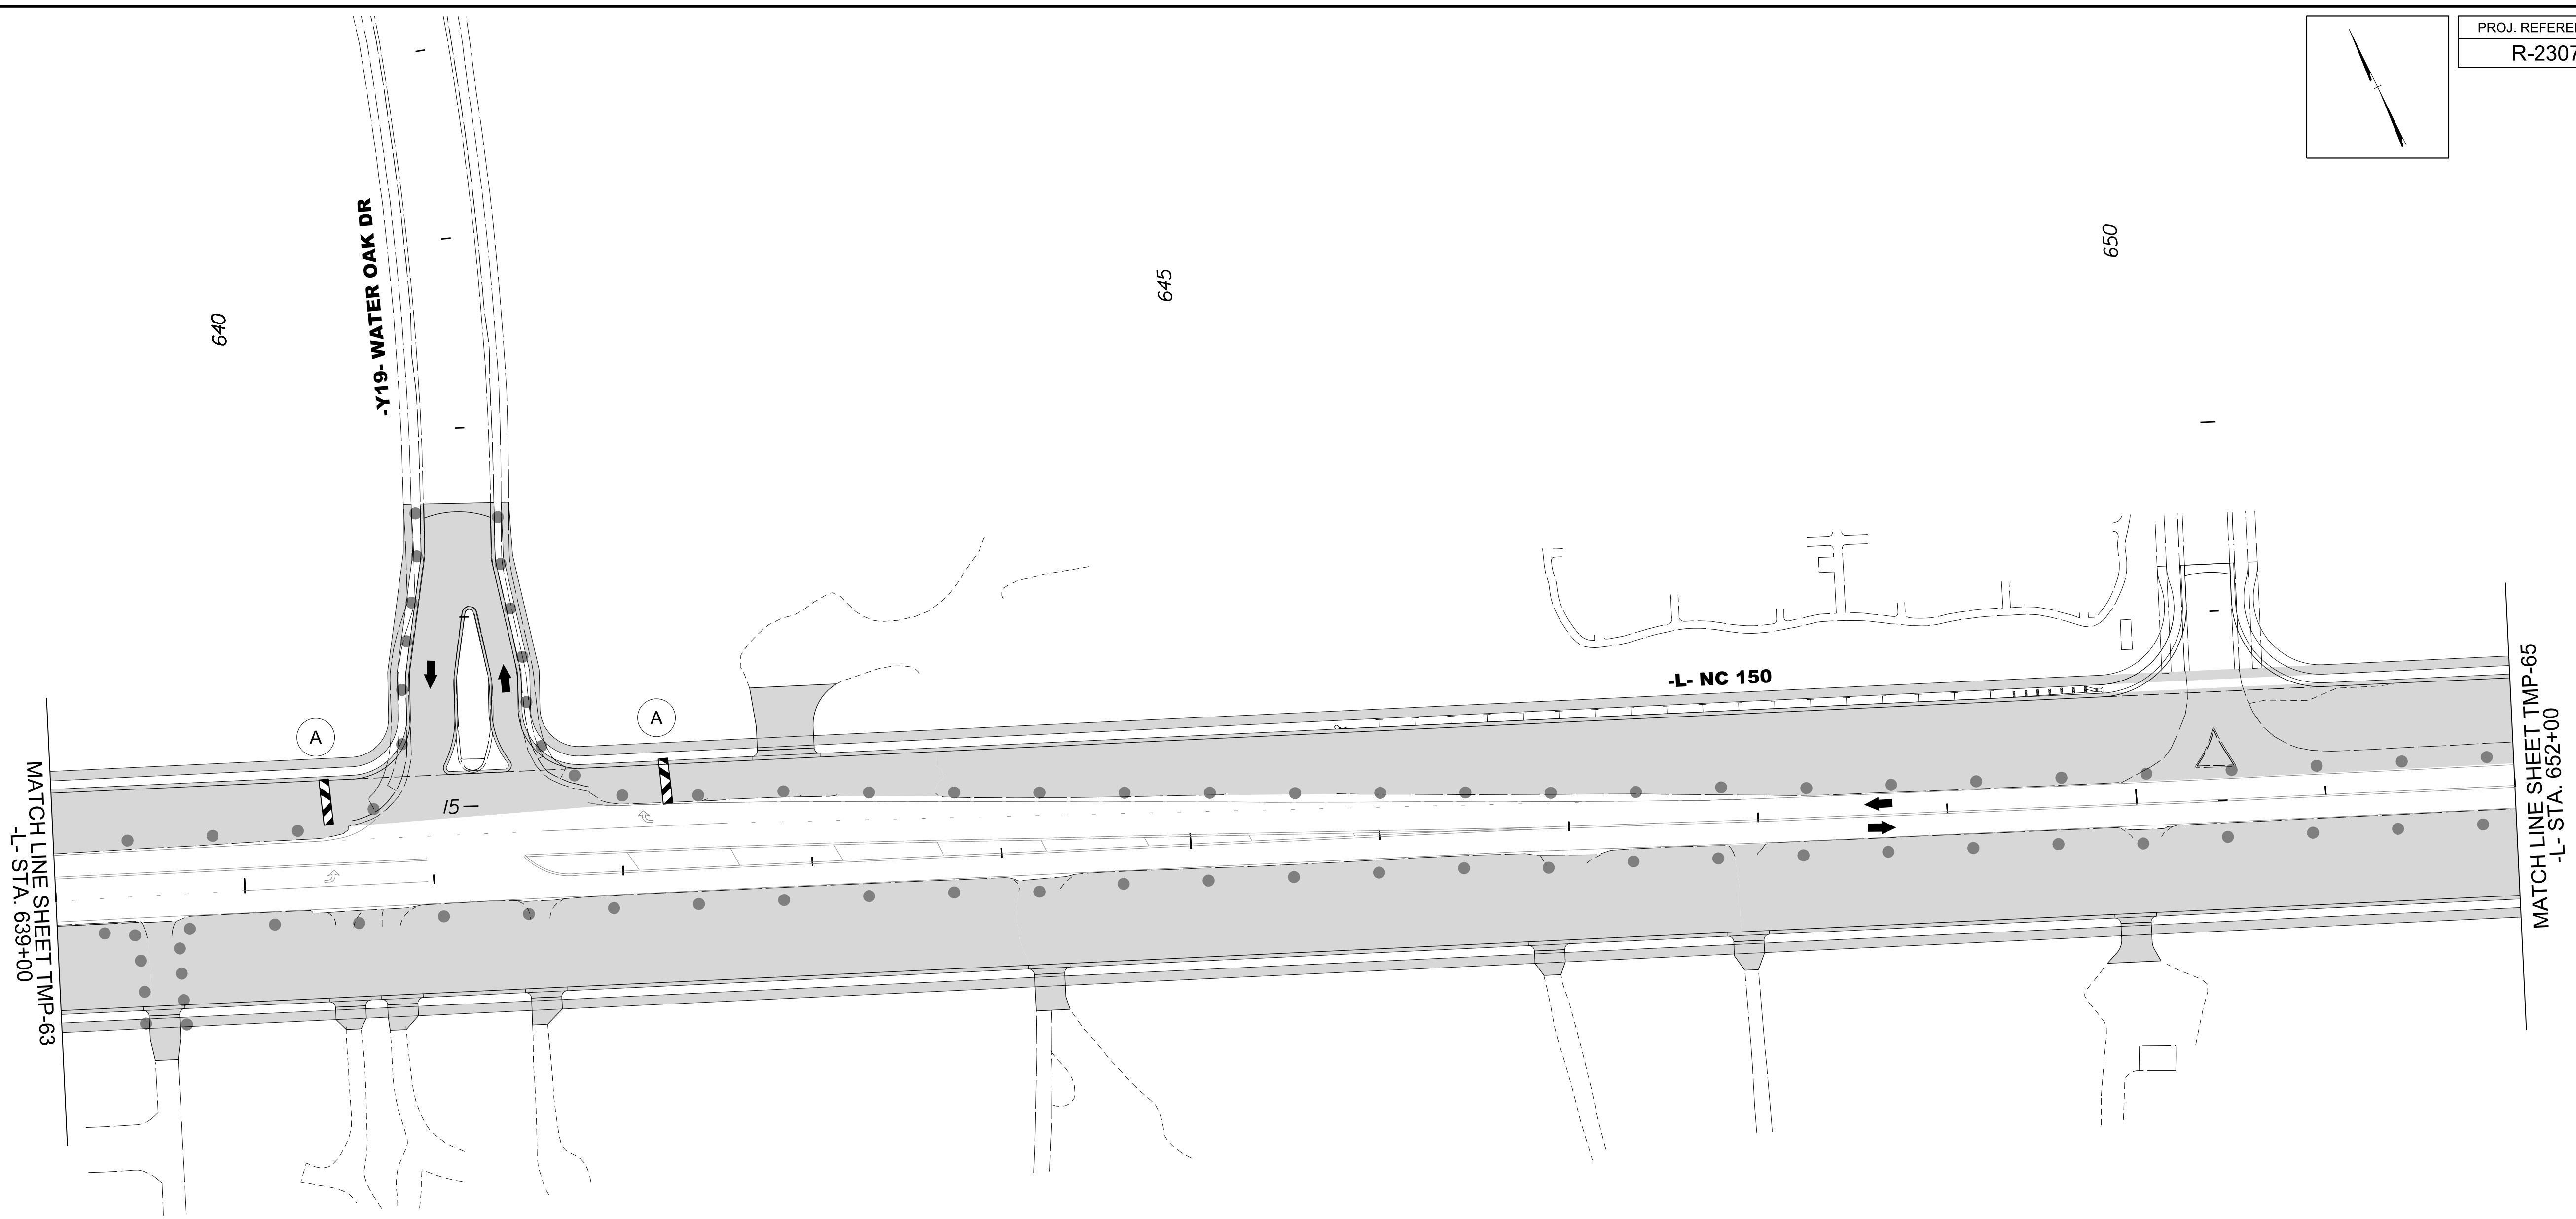 PROJ. REFERE
R-2307
-Y19- WATER OAK DR
640
645
650
-L- NC 150
A
A
15
MATCH LINE SHEET TMP-63
-L- STA. 639+00
MATCH LINE SHEET TMP-65
-L- STA. 652+00